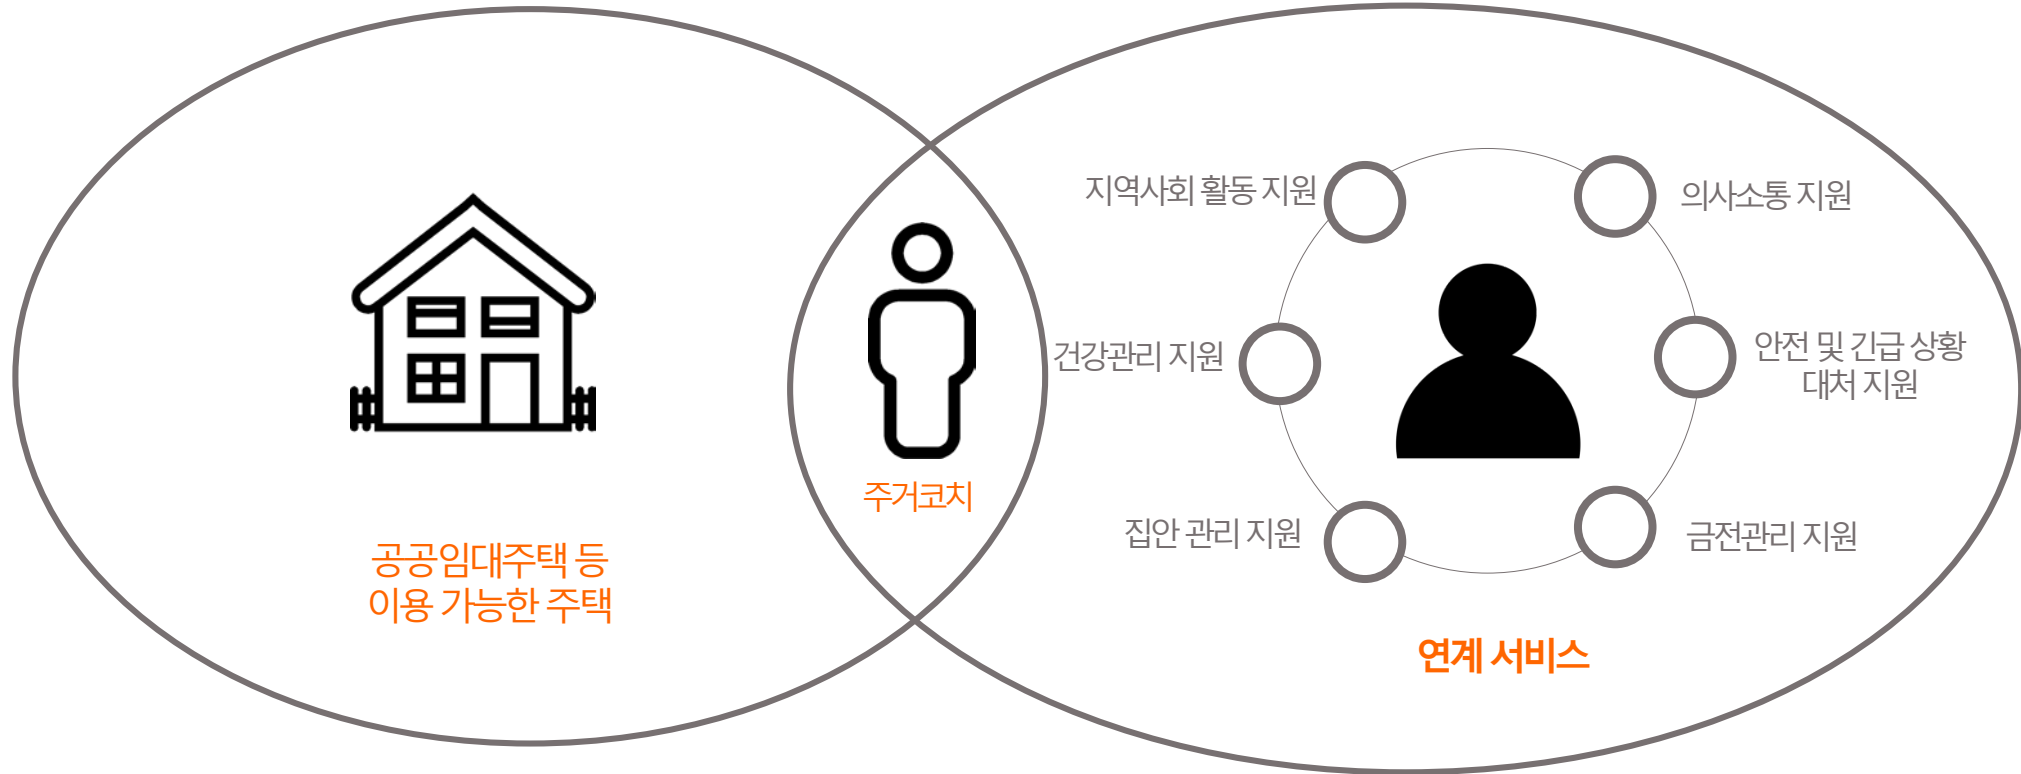 공공임대주택 등
이용 가능한 주택
주거코치
지역사회 활동 지원
의사소통 지원
건강관리 지원
안전 및 긴급 상황
대처 지원
집안 관리 지원
금전관리 지원
연계 서비스